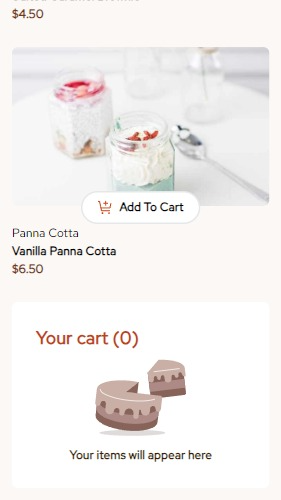 $4.50
Add To Cart
Panna Cotta
Vanilla Panna Cotta
$6.50
Your cart (0)
Your items will appear here